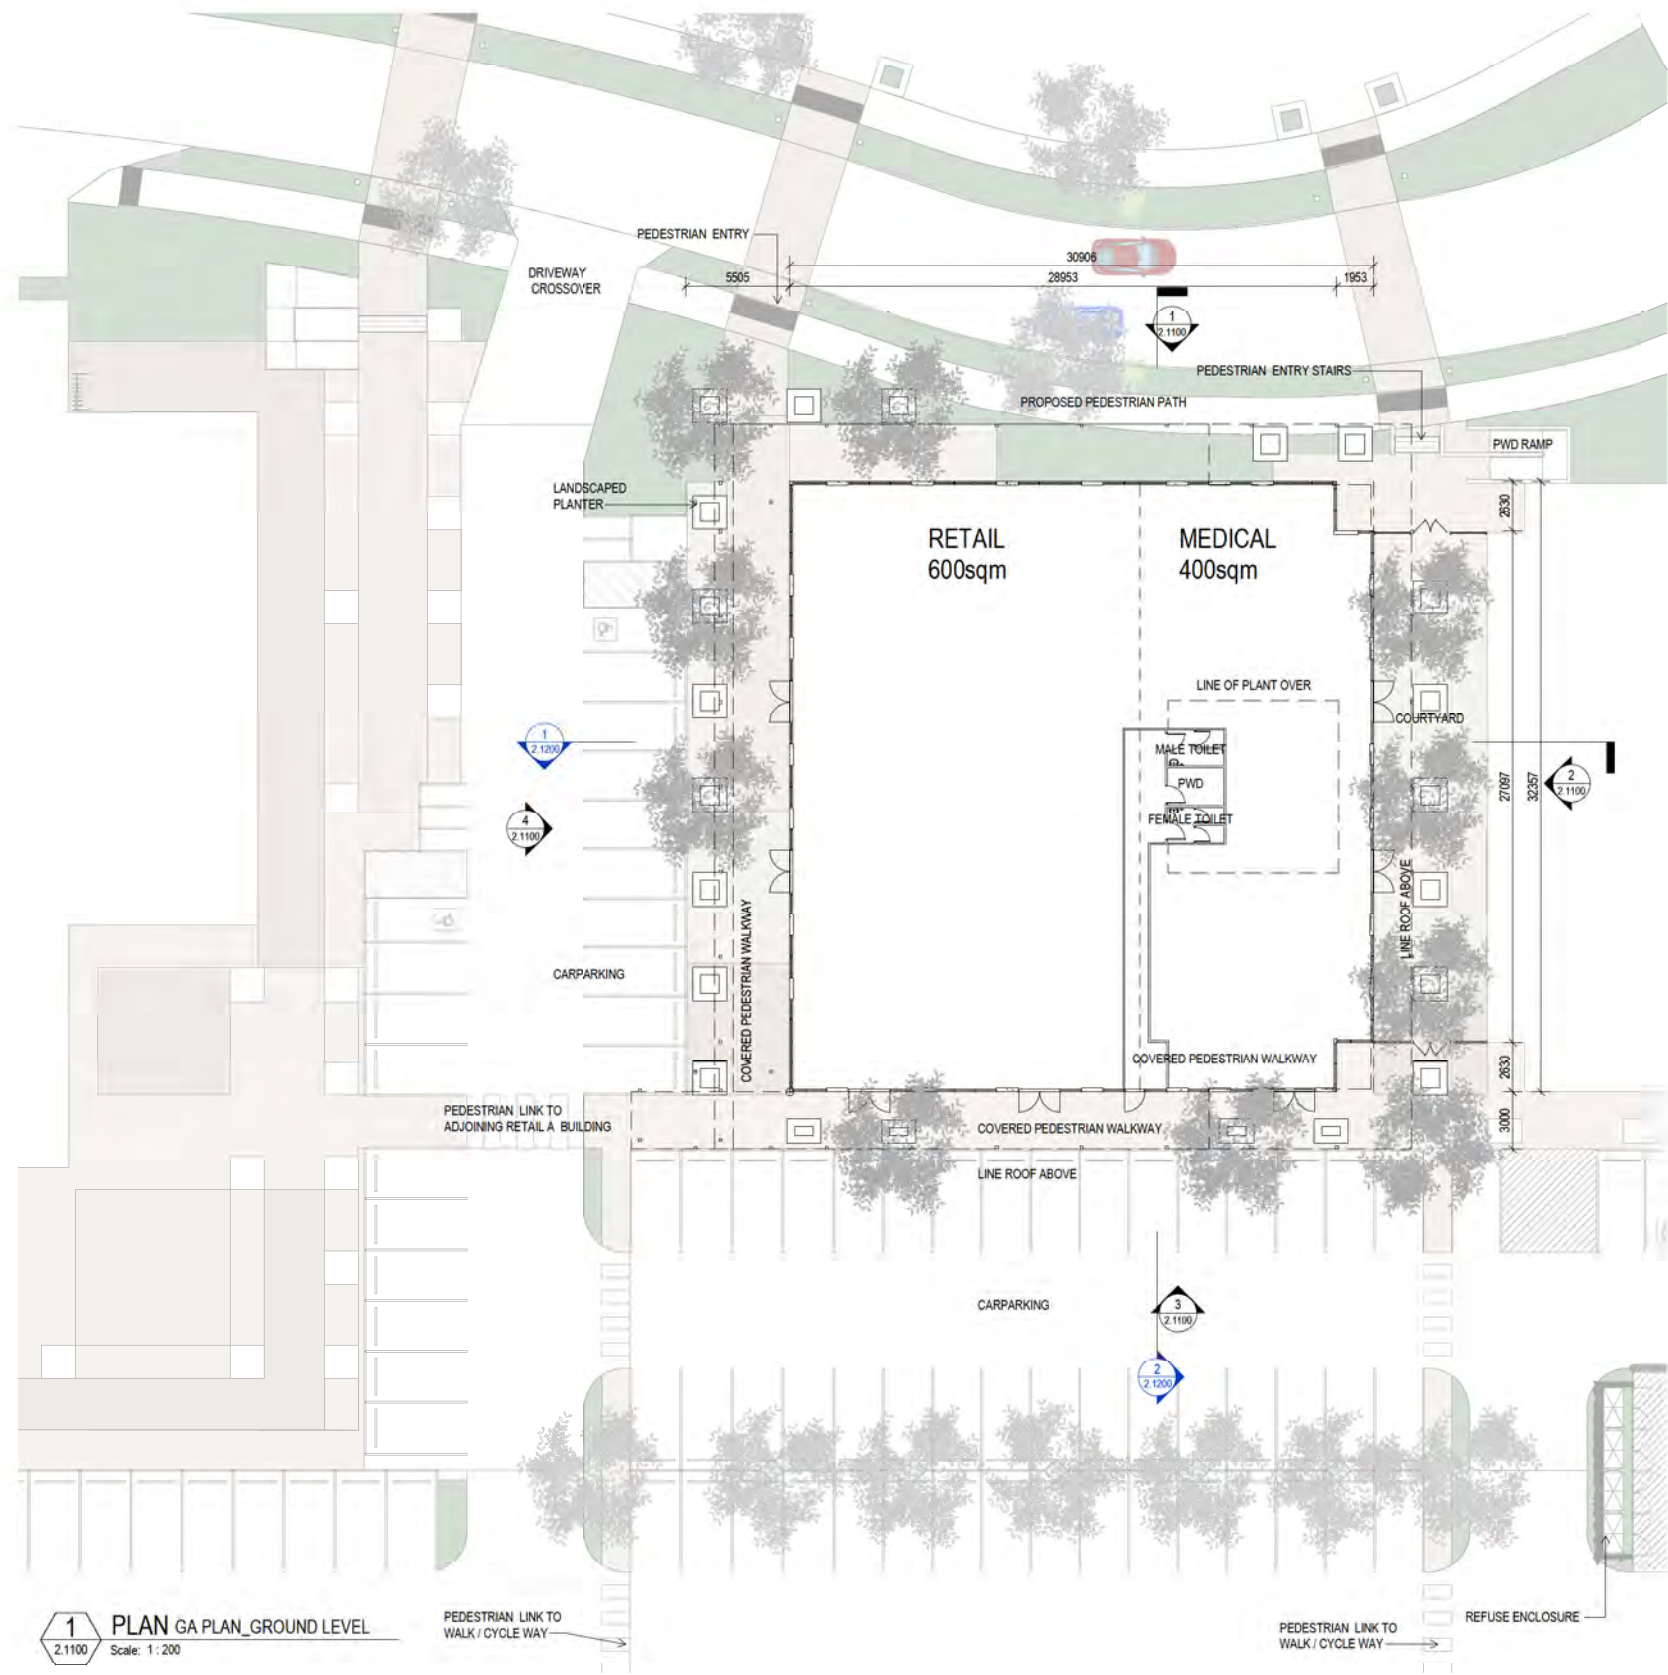 PEDESTRIAN ENTRY
DRIVEWAY
CROSSOVER
30906
5505
28953
1953
1
2.1100
PEDESTRIAN ENTRY STAIRS
PROPOSED PEDESTRIAN PATH
PWD RAMP
LANDSCAPED
PLANTER
RETAIL
600sqm
MEDICAL
400sqm
2630
LINE OF PLANT OVER
COURTYARD
1
2.1200
MALE TOILET
PWD
FEMALE TOILET
27097
32357
2
2.1100
4
2.1100
LINE ROOF ABOVE
COVERED PEDESTRIAN WALKWAY
CARPARKING
COVERED PEDESTRIAN WALKWAY
2630
PEDESTRIAN LINK TO
ADJOINING RETAIL A BUILDING
COVERED PEDESTRIAN WALKWAY
3000
LINE ROOF ABOVE
CARPARKING
3
2.1100
2
2.1200
1
2.1100
PLAN GA PLAN_GROUND LEVEL
Scale: 1 : 200
PEDESTRIAN LINK TO
WALK / CYCLE WAY
PEDESTRIAN LINK TO
WALK / CYCLE WAY
REFUSE ENCLOSURE